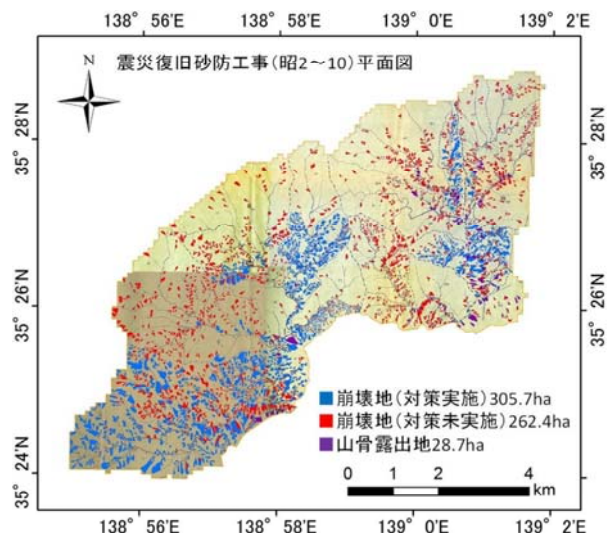 138° 56'E 138° 58'E 139° 0'E 139° 2'E
震災復旧砂防工事(昭2～10)平面図
N
35° 28'N
35° 28'N
35° 26'N
35° 26'N
35° 24'N
35° 24'N
崩壊地(対策実施)305.7ha
崩壊地(対策未実施)262.4ha
山骨露出地28.7ha
0 1 2 4
km
138° 56'E 138° 58'E 139° 0'E 139° 2'E